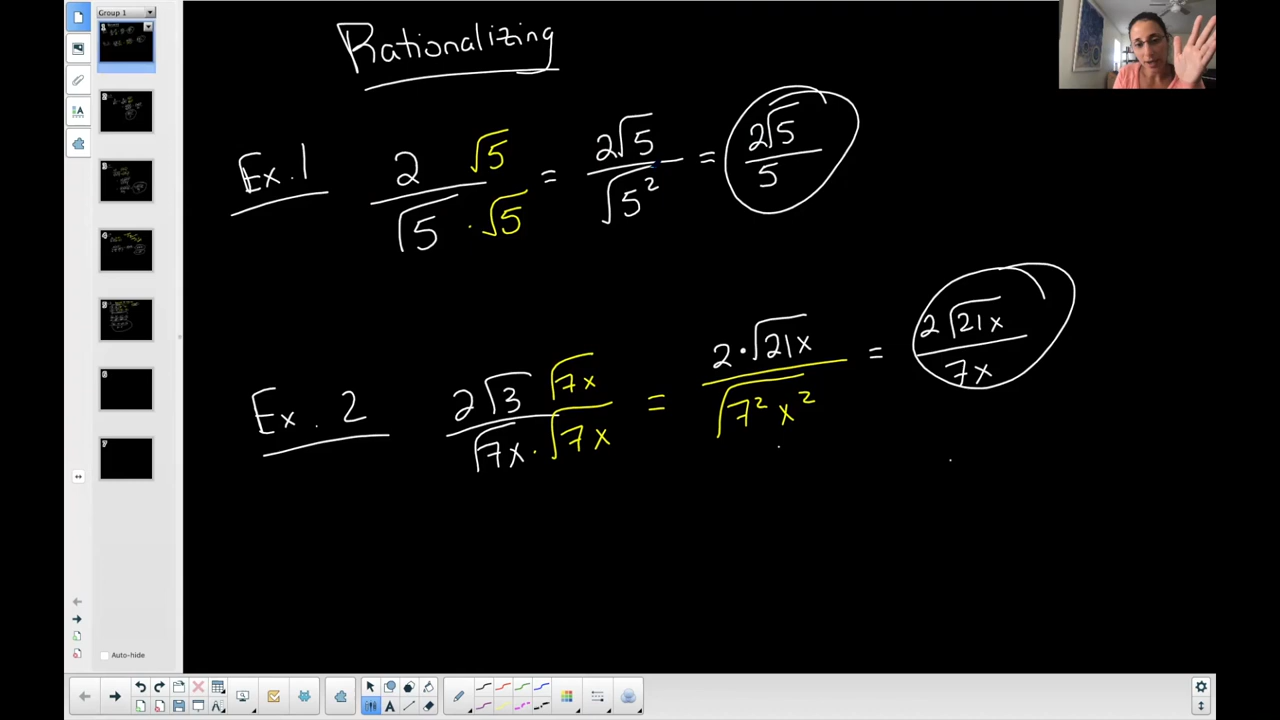 Group 1
Rationalizing
Ex. 1 2 √5 / √5 · √5 = 2√5 / √5² = 2√5 / 5
Ex. 2 2√3 √7x / √7x · √7x = 2 · √21x / √7² x² = 2√21x / 7x
Auto-hide